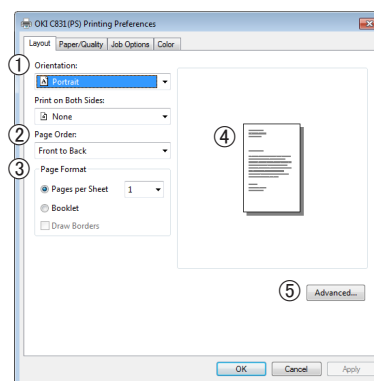 OKI C831(PS) Printing Preferences
Layout Paper/Quality Job Options Color
① Orientation:
A Portrait
Print on Both Sides:
None
② Page Order:
Front to Back
③ Page Format
Pages per Sheet 1
Booklet
Draw Borders
④
⑤ Advanced...
OK Cancel Apply